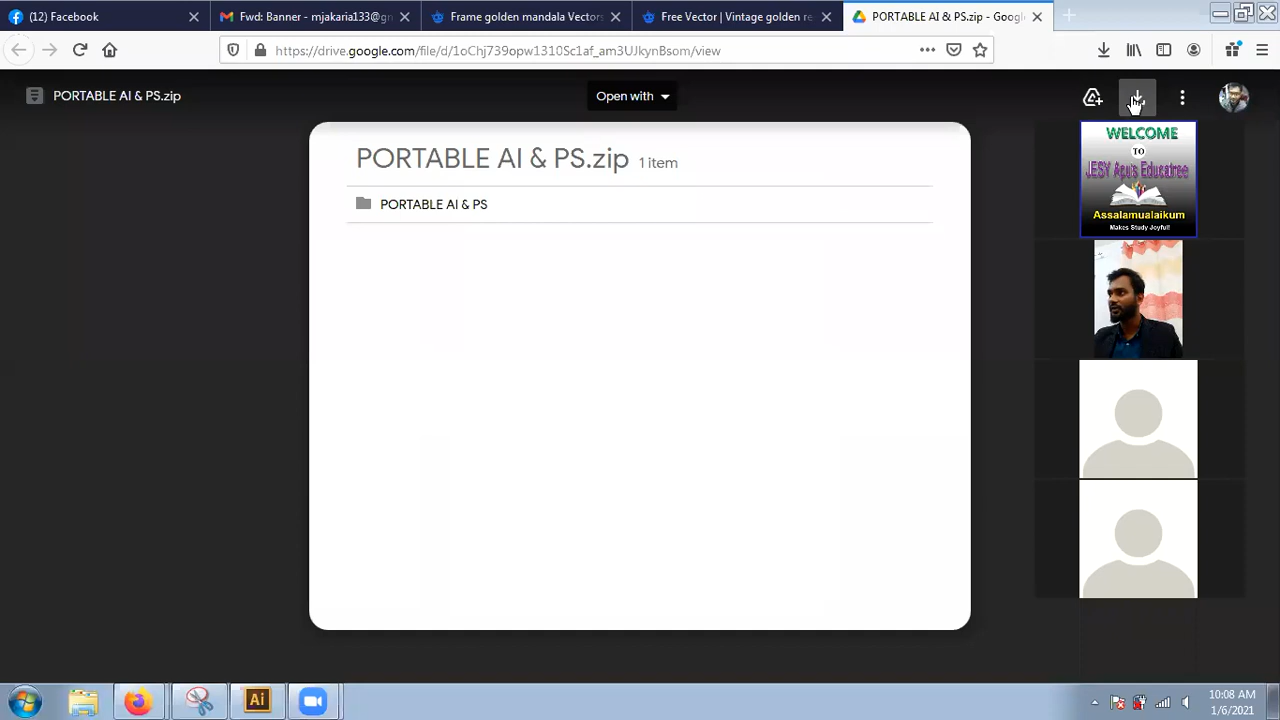 (12) Facebook
Fwd: Banner - mjakaria133@gm
Frame golden mandala Vectors
Free Vector | Vintage golden re
PORTABLE AI & PS.zip - Googl
https://drive.google.com/file/d/1oChj739opw1310Sc1af_am3UJkynBsom/view
PORTABLE AI & PS.zip
Open with
PORTABLE AI & PS.zip 1 item
PORTABLE AI & PS
WELCOME
TO
JESY Apu's Educatree
Assalamualaikum
Makes Study Joyful!
Ai
10:08 AM
1/6/2021